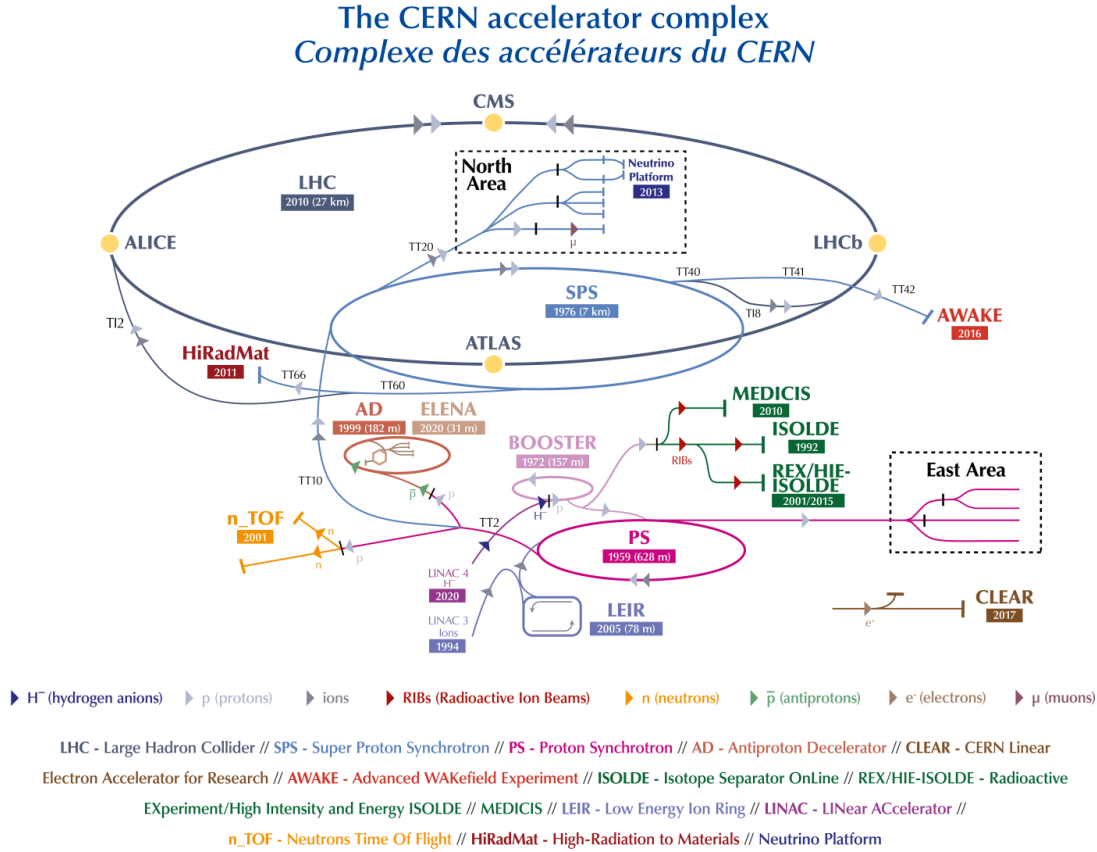 The CERN accelerator complex
Complexe des accélérateurs du CERN
CMS
North
Area
Neutrino
Platform
2013
LHC
2010 (27 km)
μ
ALICE
LHCb
TT20
TT40
TT41
TT42
SPS
1976 (7 km)
TI2
TI8
AWAKE
2016
ATLAS
HiRadMat
2011
TT66
TT60
MEDICIS
2010
AD
1999 (182 m)
ELENA
2020 (31 m)
BOOSTER
1972 (157 m)
ISOLDE
1992
RIBs
REX/HIE-
ISOLDE
2001/2015
East Area
TT10
p̅
p
H⁻
p
n_TOF
2001
TT2
n
n
p
PS
1959 (628 m)
LINAC 4
H⁻
2020
LINAC 3
Ions
1994
LEIR
2005 (78 m)
CLEAR
2017
e⁻
H⁻ (hydrogen anions)
p (protons)
ions
RIBs (Radioactive Ion Beams)
n (neutrons)
p̅ (antiprotons)
e⁻ (electrons)
μ (muons)
LHC - Large Hadron Collider // SPS - Super Proton Synchrotron // PS - Proton Synchrotron // AD - Antiproton Decelerator // CLEAR - CERN Linear
Electron Accelerator for Research // AWAKE - Advanced WAKefield Experiment // ISOLDE - Isotope Separator OnLine // REX/HIE-ISOLDE - Radioactive
EXperiment/High Intensity and Energy ISOLDE // MEDICIS // LEIR - Low Energy Ion Ring // LINAC - LINear ACcelerator //
n_TOF - Neutrons Time Of Flight // HiRadMat - High-Radiation to Materials // Neutrino Platform